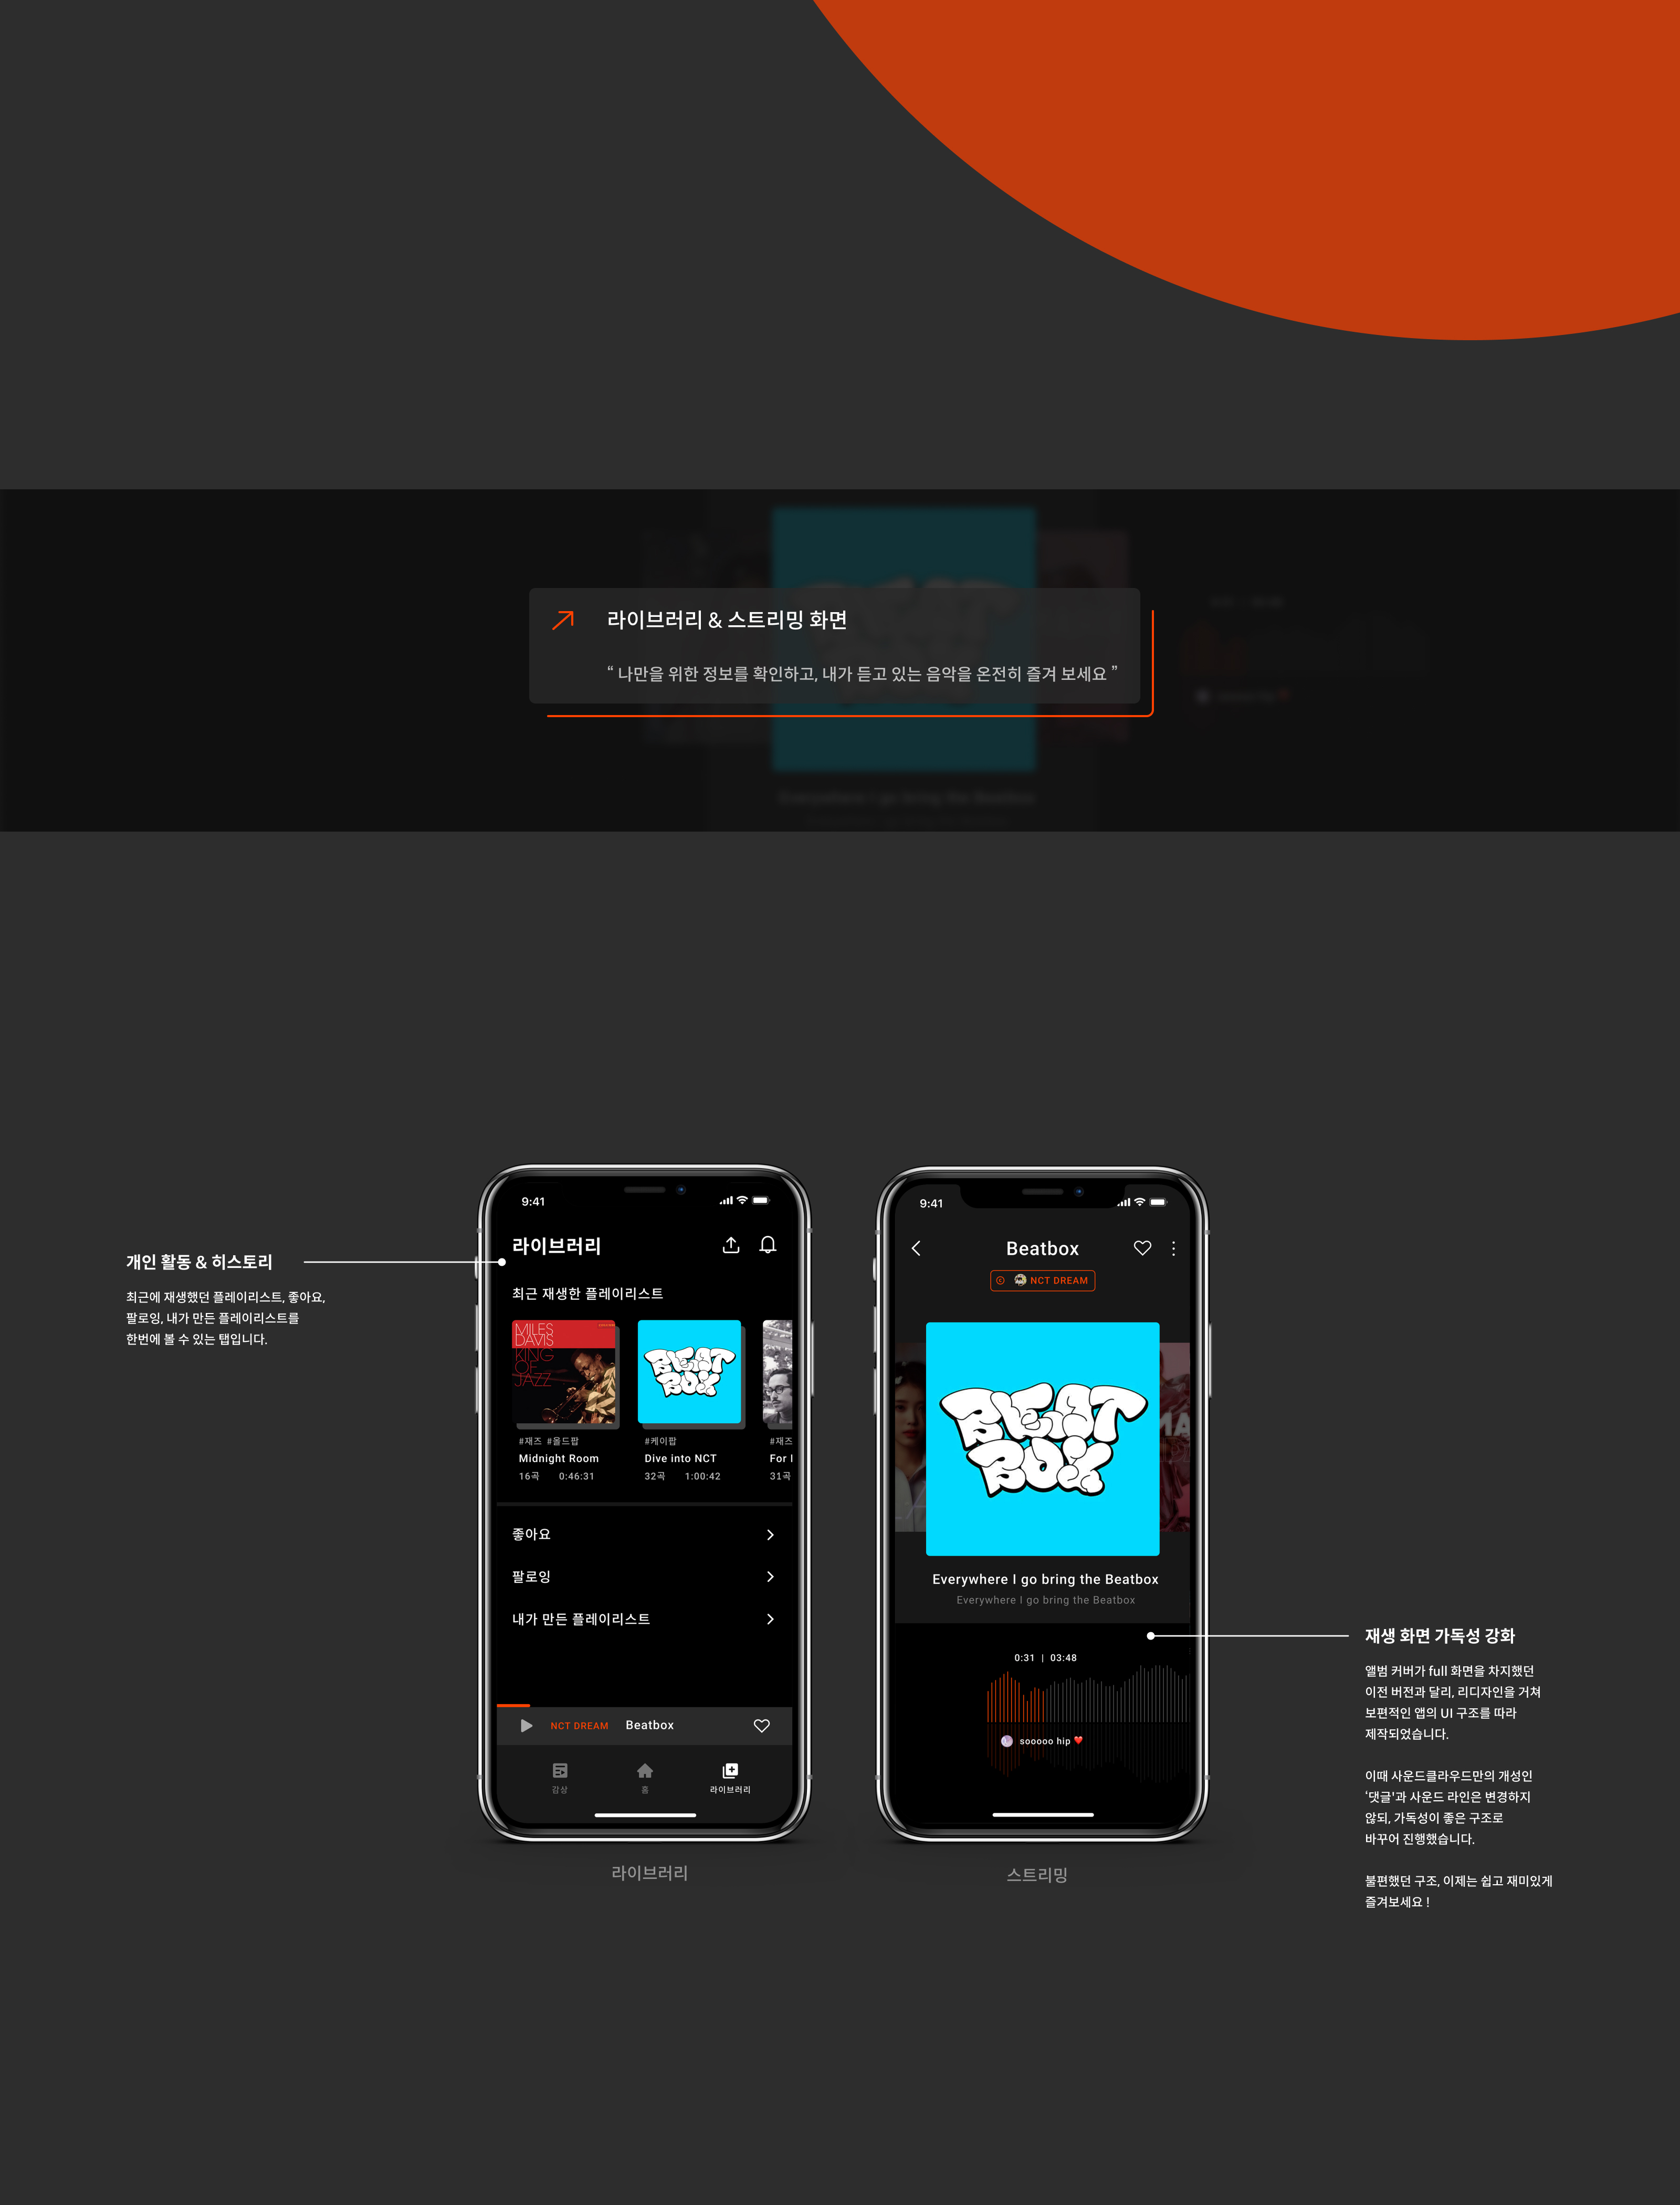 라이브러리 & 스트리밍 화면
“ 나만을 위한 정보를 확인하고, 내가 듣고 있는 음악을 온전히 즐겨 보세요 ”
개인 활동 & 히스토리
최근에 재생했던 플레이리스트, 좋아요,
팔로잉, 내가 만든 플레이리스트를
한번에 볼 수 있는 탭입니다.
9:41
라이브러리
최근 재생한 플레이리스트
MILES
DAVIS
KING
OF
JAZZ
#재즈 #올드팝
Midnight Room
16곡 0:46:31
BEAT
BOX
#케이팝
Dive into NCT
32곡 1:00:42
#재즈
For
31곡
좋아요
팔로잉
내가 만든 플레이리스트
NCT DREAM Beatbox
감상
홈
라이브러리
라이브러리
9:41
Beatbox
NCT DREAM
BEAT
BOX
Everywhere I go bring the Beatbox
Everywhere I go bring the Beatbox
0:31 | 03:48
sooooo hip ❤️
스트리밍
재생 화면 가독성 강화
앨범 커버가 full 화면을 차지했던
이전 버전과 달리, 리디자인을 거쳐
보편적인 앱의 UI 구조를 따라
제작되었습니다.
이때 사운드클라우드만의 개성인
‘댓글'과 사운드 라인은 변경하지
않되, 가독성이 좋은 구조로
바꾸어 진행했습니다.
불편했던 구조, 이제는 쉽고 재미있게
즐겨보세요 !